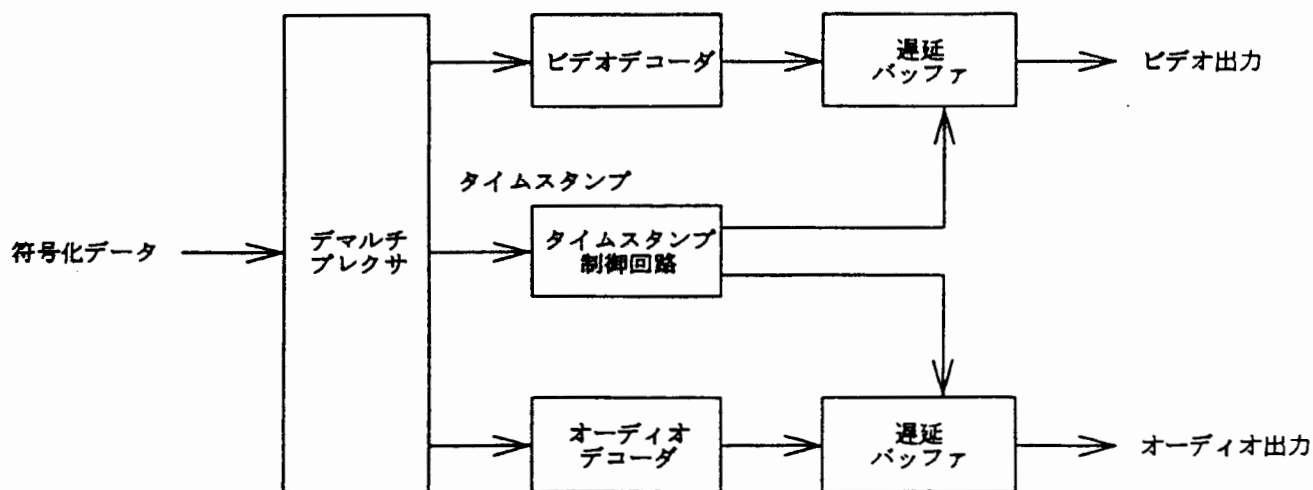 ビデオデコーダ
遅延
バッファ
ビデオ出力
タイムスタンプ
符号化データ
デマルチ
プレクサ
タイムスタンプ
制御回路
オーディオ
デコーダ
遅延
バッファ
オーディオ出力